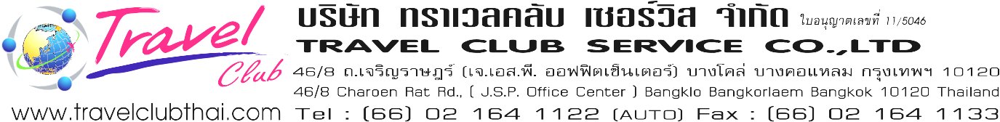 Travel
Club
www.travelclubthai.com
บริษัท ทราเวลคลับ เซอร์วิส จำกัด ใบอนุญาตเลขที่ 11/5046
TRAVEL CLUB SERVICE CO.,LTD
46/8 ถ.เจริญราษฎร์ (เจ.เอส.พี. ออฟฟิตเซ็นเตอร์) บางโคล่ บางคอแหลม กรุงเทพฯ 10120
46/8 Charoen Rat Rd., ( J.S.P. Office Center ) Bangklo Bangkorlaem Bangkok 10120 Thailand
Tel : (66) 02 164 1122 (AUTO) Fax : (66) 02 164 1133